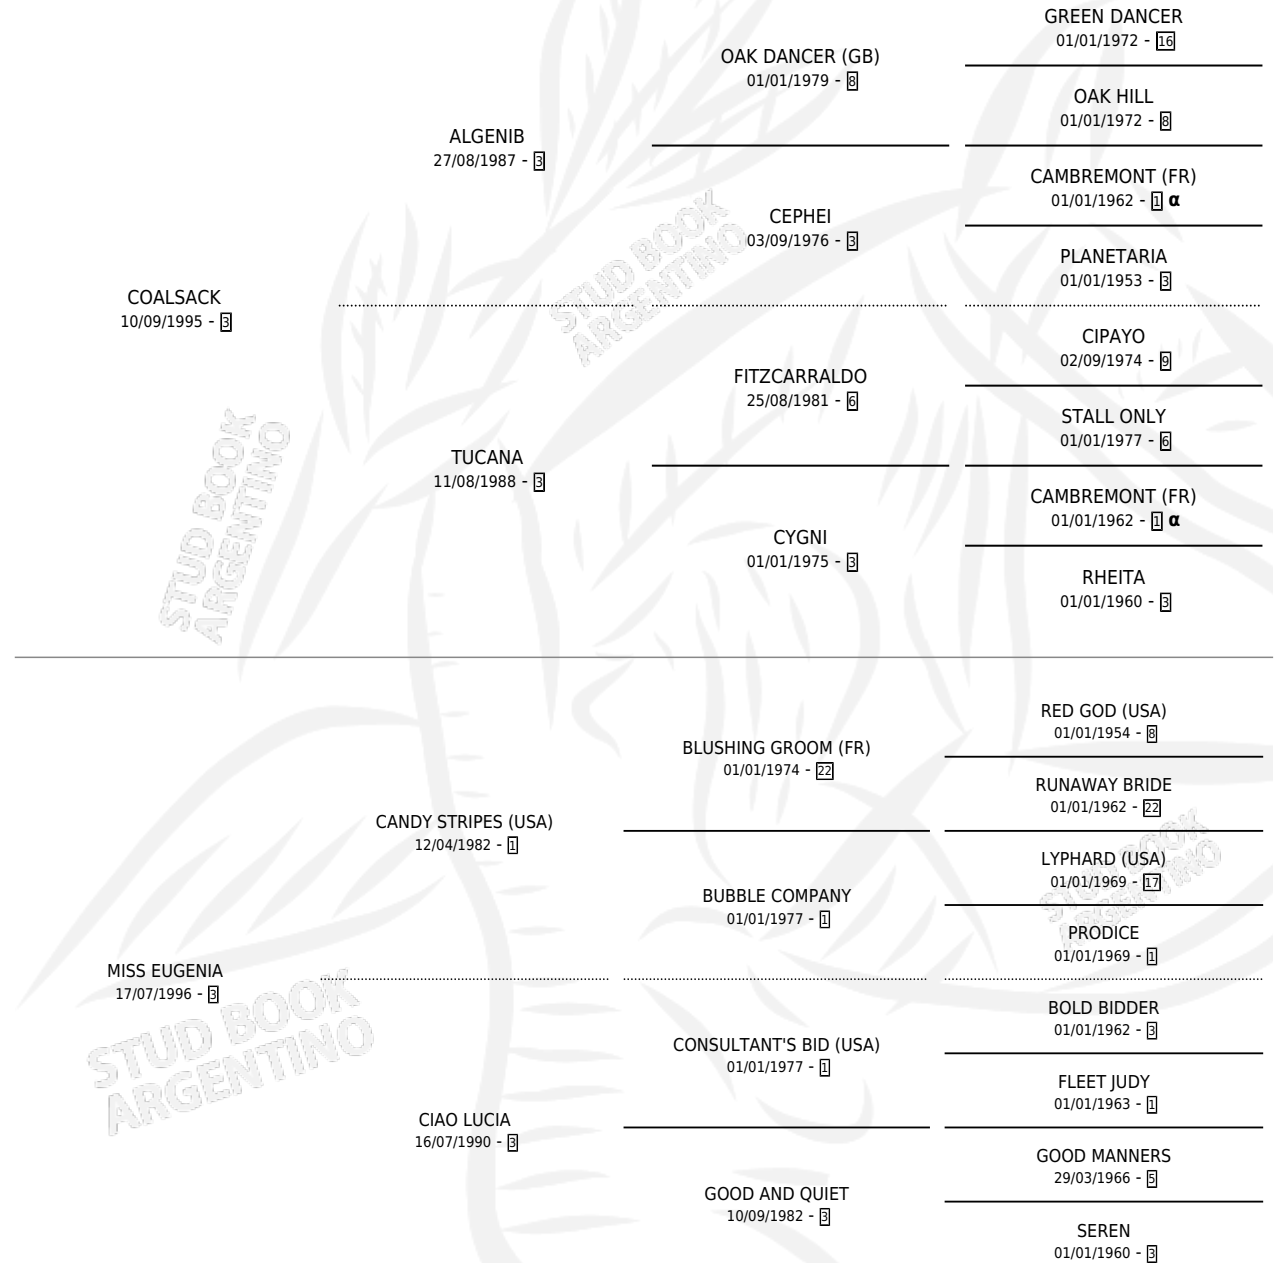 GREEN DANCER
01/01/1972 - 16
OAK DANCER (GB)
01/01/1979 - 8
OAK HILL
01/01/1972 - 8
ALGENIB
27/08/1987 - 3
CAMBREMONT (FR)
01/01/1962 - 1 α
CEPHEI
03/09/1976 - 3
PLANETARIA
01/01/1953 - 3
COALSACK
10/09/1995 - 3
CIPAYO
02/09/1974 - 9
FITZCARRALDO
25/08/1981 - 6
STALL ONLY
01/01/1977 - 6
TUCANA
11/08/1988 - 3
CAMBREMONT (FR)
01/01/1962 - 1 α
CYGNI
01/01/1975 - 3
RHEITA
01/01/1960 - 3
RED GOD (USA)
01/01/1954 - 8
BLUSHING GROOM (FR)
01/01/1974 - 22
RUNAWAY BRIDE
01/01/1962 - 22
CANDY STRIPES (USA)
12/04/1982 - 1
LYPHARD (USA)
01/01/1969 - 17
BUBBLE COMPANY
01/01/1977 - 1
PRODICE
01/01/1969 - 1
MISS EUGENIA
17/07/1996 - 3
BOLD BIDDER
01/01/1962 - 3
CONSULTANT'S BID (USA)
01/01/1977 - 1
FLEET JUDY
01/01/1963 - 1
CIAO LUCIA
16/07/1990 - 3
GOOD MANNERS
29/03/1966 - 5
GOOD AND QUIET
10/09/1982 - 3
SEREN
01/01/1960 - 3
STUD BOOK
ARGENTINO
STUD BOOK
ARGENTINO
STUD BOOK
ARGENTINO
STUD BOOK
ARGENTINO